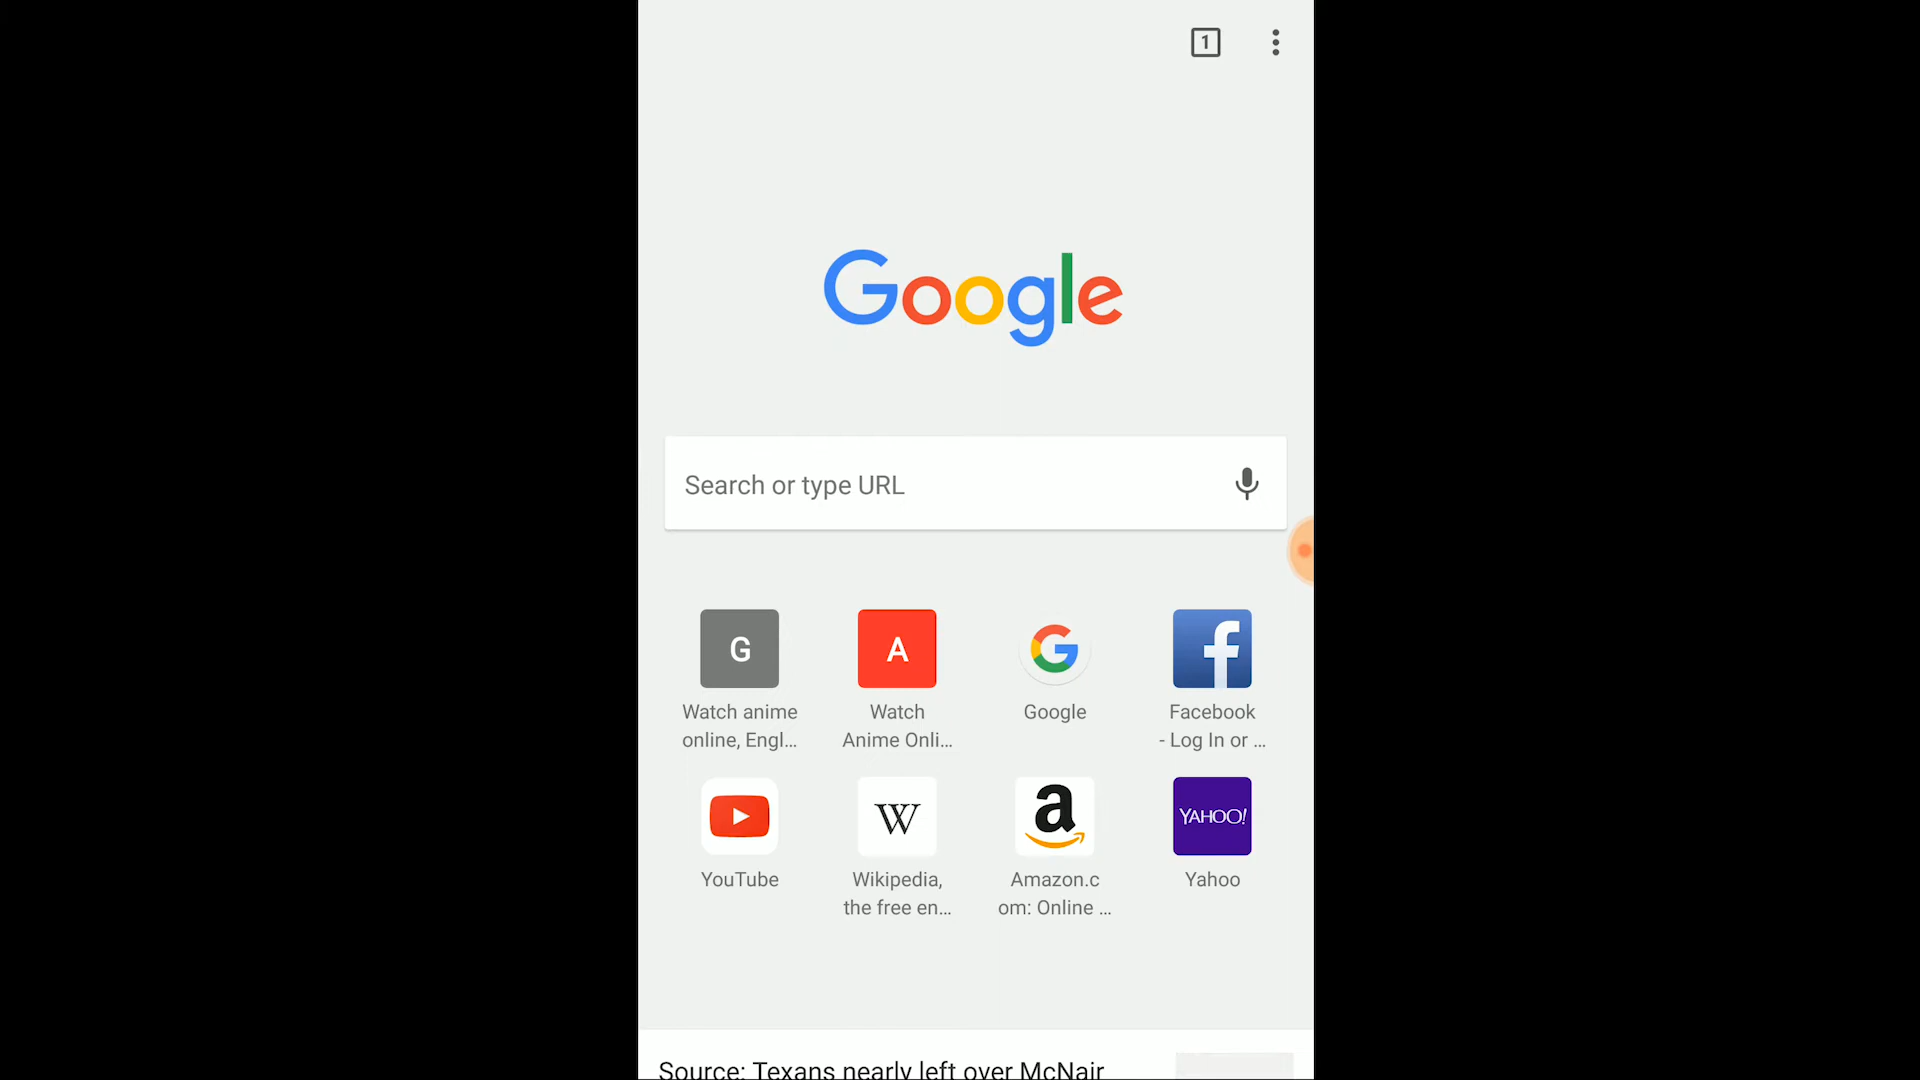 1
Google
Search or type URL
G
A
Watch anime
online, Engl...
Watch
Anime Onli...
Google
Facebook
- Log In or ...
W
a
YAHOO!
YouTube
Wikipedia,
the free en...
Amazon.c
om: Online ...
Yahoo
Source: Texans nearly left over McNair